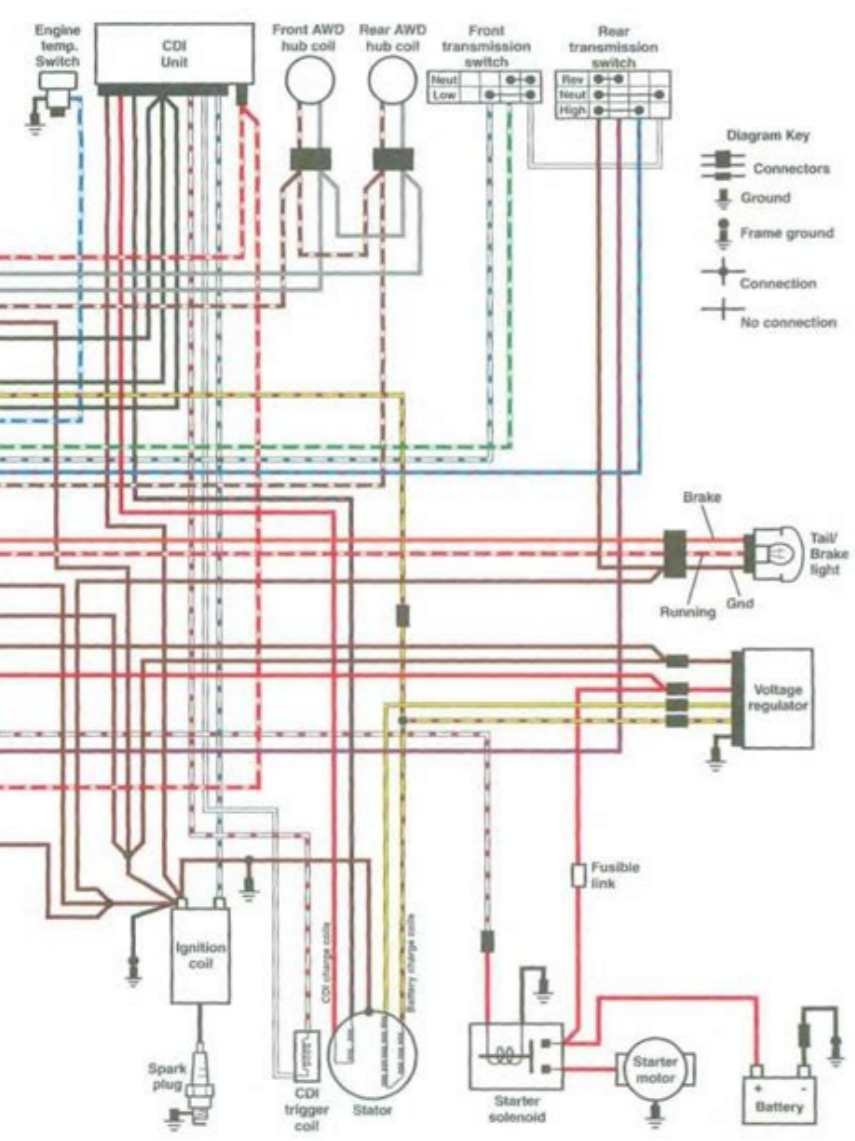 Engine
temp.
Switch
CDI
Unit
Front AWD
hub coil
Rear AWD
hub coil
Front
transmission
switch
Neut
Low
Rear
transmission
switch
Rev
Neut
High
Diagram Key
Connectors
Ground
Frame ground
Connection
No connection
Brake
Tail/
Brake
light
Running
Gnd
Voltage
regulator
Fusible
link
CDI charge coils
Battery charge coils
Ignition
coil
Spark
plug
CDI
trigger
coil
Stator
Starter
solenoid
Starter
motor
+
-
Battery